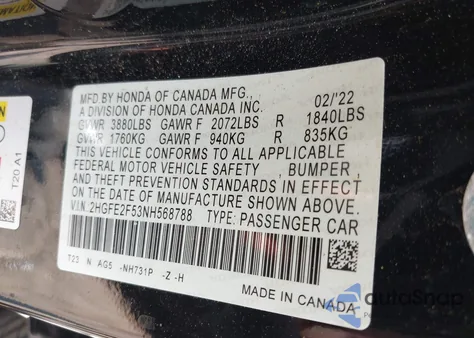 MFD.BY HONDA OF CANADA MFG.,
A DIVISION OF HONDA CANADA INC. 02/'22
GVWR 3880LBS GAWR F 2072LBS R 1840LBS
GVWR 1760KG GAWR F 940KG R 835KG
THIS VEHICLE CONFORMS TO ALL APPLICABLE
FEDERAL MOTOR VEHICLE SAFETY , BUMPER ,
AND THEFT PREVENTION STANDARDS IN EFFECT
ON THE DATE OF MANUFACTURE SHOWN ABOVE.
V.I.N: 2HGFE2F53NH568788 TYPE: PASSENGER CAR
T23 N AG5 -NH731P -Z -H
MADE IN CANADA
T20 A1
autoSnap